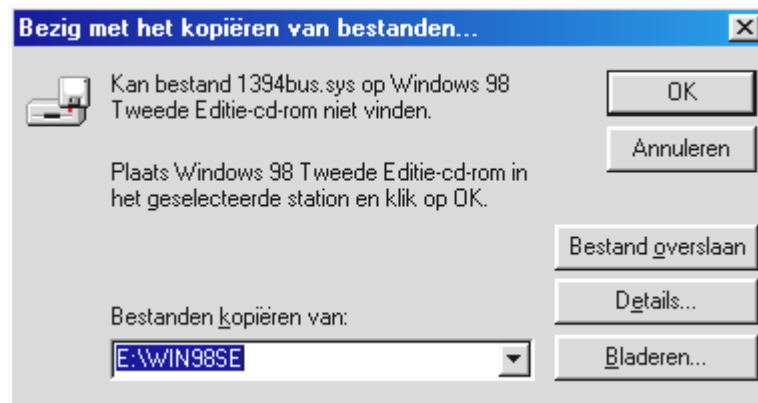 Bezig met het kopiëren van bestanden...
Kan bestand 1394bus.sys op Windows 98
Tweede Editie-cd-rom niet vinden.
Plaats Windows 98 Tweede Editie-cd-rom in
het geselecteerde station en klik op OK.
Bestanden kopiëren van:
E:\WIN98SE
OK
Annuleren
Bestand overslaan
Details...
Bladeren...